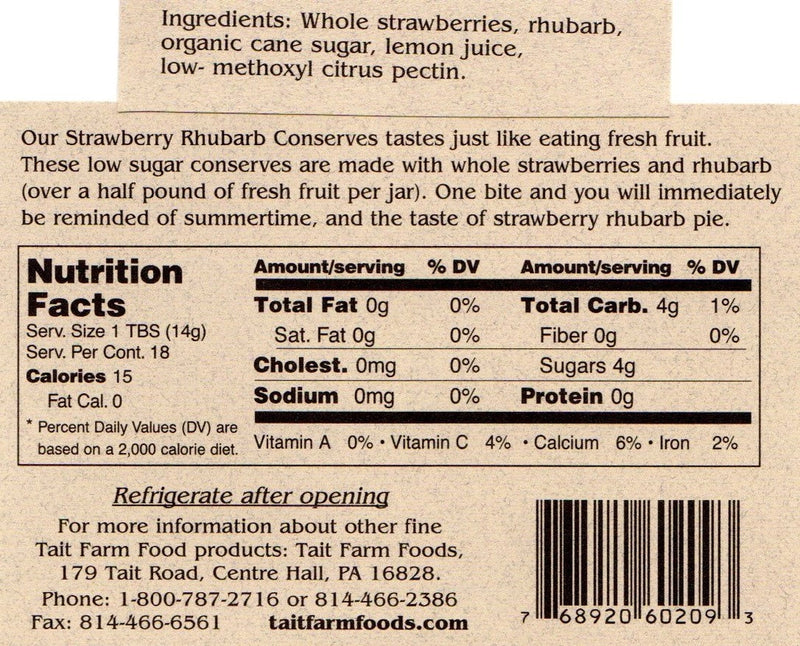 Ingredients: Whole strawberries, rhubarb,
organic cane sugar, lemon juice,
low- methoxyl citrus pectin.
Our Strawberry Rhubarb Conserves tastes just like eating fresh fruit.
These low sugar conserves are made with whole strawberries and rhubarb
(over a half pound of fresh fruit per jar). One bite and you will immediately
be reminded of summertime, and the taste of strawberry rhubarb pie.
Nutrition
Facts
Serv. Size 1 TBS (14g)
Serv. Per Cont. 18
Calories 15
Fat Cal. 0
* Percent Daily Values (DV) are
based on a 2,000 calorie diet.
Amount/serving % DV Amount/serving % DV
Total Fat 0g 0% Total Carb. 4g 1%
Sat. Fat 0g 0% Fiber 0g 0%
Cholest. 0mg 0% Sugars 4g
Sodium 0mg 0% Protein 0g
Vitamin A 0% • Vitamin C 4% • Calcium 6% • Iron 2%
Refrigerate after opening
For more information about other fine
Tait Farm Food products: Tait Farm Foods,
179 Tait Road, Centre Hall, PA 16828.
Phone: 1-800-787-2716 or 814-466-2386
Fax: 814-466-6561 taitfarmfoods.com
7 68920 60209 3